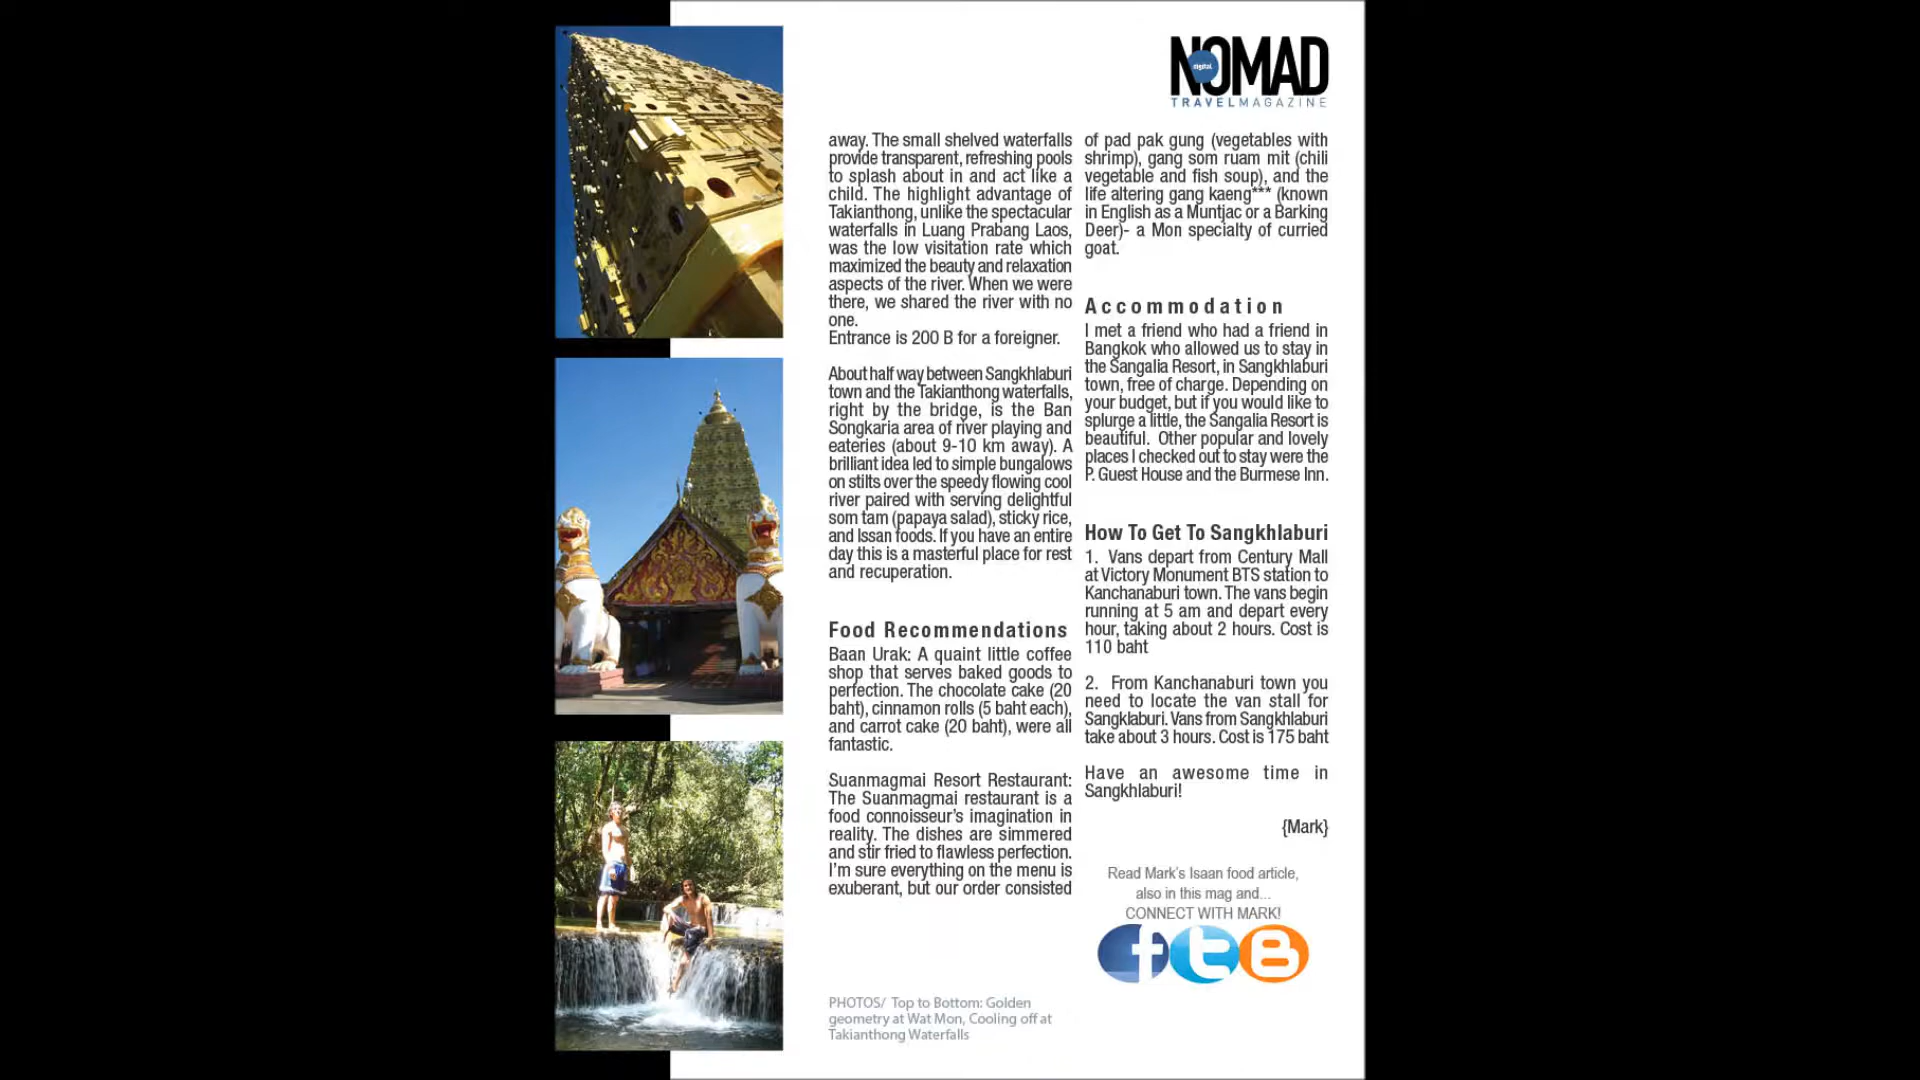 NOMAD
digital
TRAVELMAGAZINE
away. The small shelved waterfalls
provide transparent, refreshing pools
to splash about in and act like a
child. The highlight advantage of
Takianthong, unlike the spectacular
waterfalls in Luang Prabang Laos,
was the low visitation rate which
maximized the beauty and relaxation
aspects of the river. When we were
there, we shared the river with no
one.
Entrance is 200 B for a foreigner.
About half way between Sangkhlaburi
town and the Takianthong waterfalls,
right by the bridge, is the Ban
Songkaria area of river playing and
eateries (about 9-10 km away). A
brilliant idea led to simple bungalows
on stilts over the speedy flowing cool
river paired with serving delightful
som tam (papaya salad), sticky rice,
and Issan foods. If you have an entire
day this is a masterful place for rest
and recuperation.
Food Recommendations
Baan Urak: A quaint little coffee
shop that serves baked goods to
perfection. The chocolate cake (20
baht), cinnamon rolls (5 baht each),
and carrot cake (20 baht), were all
fantastic.
Suanmagmai Resort Restaurant:
The Suanmagmai restaurant is a
food connoisseur's imagination in
reality. The dishes are simmered
and stir fried to flawless perfection.
I'm sure everything on the menu is
exuberant, but our order consisted
of pad pak gung (vegetables with
shrimp), gang som ruam mit (chili
vegetable and fish soup), and the
life altering gang kaeng*** (known
in English as a Muntjac or a Barking
Deer)- a Mon specialty of curried
goat.
Accommodation
I met a friend who had a friend in
Bangkok who allowed us to stay in
the Sangalia Resort, in Sangkhlaburi
town, free of charge. Depending on
your budget, but if you would like to
splurge a little, the Sangalia Resort is
beautiful. Other popular and lovely
places I checked out to stay were the
P. Guest House and the Burmese Inn.
How To Get To Sangkhlaburi
1. Vans depart from Century Mall
at Victory Monument BTS station to
Kanchanaburi town. The vans begin
running at 5 am and depart every
hour, taking about 2 hours. Cost is
110 baht
2. From Kanchanaburi town you
need to locate the van stall for
Sangklaburi. Vans from Sangkhlaburi
take about 3 hours. Cost is 175 baht
Have an awesome time in
Sangkhlaburi!
{Mark}
Read Mark's Isaan food article,
also in this mag and...
CONNECT WITH MARK!
f t B
PHOTOS/ Top to Bottom: Golden
geometry at Wat Mon, Cooling off at
Takianthong Waterfalls